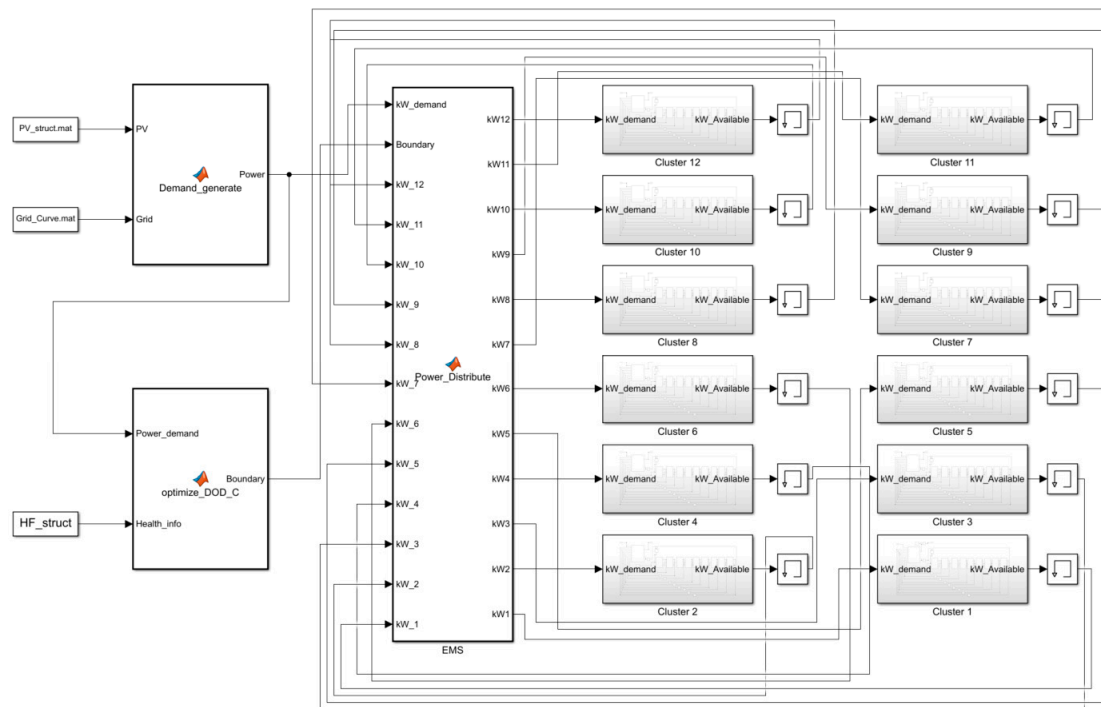 PV_struct.mat
Grid_Curve.mat
PV
Grid
Power
Demand_generate
HF_struct
Power_demand
Health_info
Boundary
optimize_DOD_C
kW_demand
Boundary
kW_12
kW_11
kW_10
kW_9
kW_8
kW_7
kW_6
kW_5
kW_4
kW_3
kW_2
kW_1
Power_Distribute
kW12
kW11
kW10
kW9
kW8
kW7
kW6
kW5
kW4
kW3
kW2
kW1
EMS
kW_demand kW_Available
Cluster 12
kW_demand kW_Available
Cluster 11
kW_demand kW_Available
Cluster 10
kW_demand kW_Available
Cluster 9
kW_demand kW_Available
Cluster 8
kW_demand kW_Available
Cluster 7
kW_demand kW_Available
Cluster 6
kW_demand kW_Available
Cluster 5
kW_demand kW_Available
Cluster 4
kW_demand kW_Available
Cluster 3
kW_demand kW_Available
Cluster 2
kW_demand kW_Available
Cluster 1